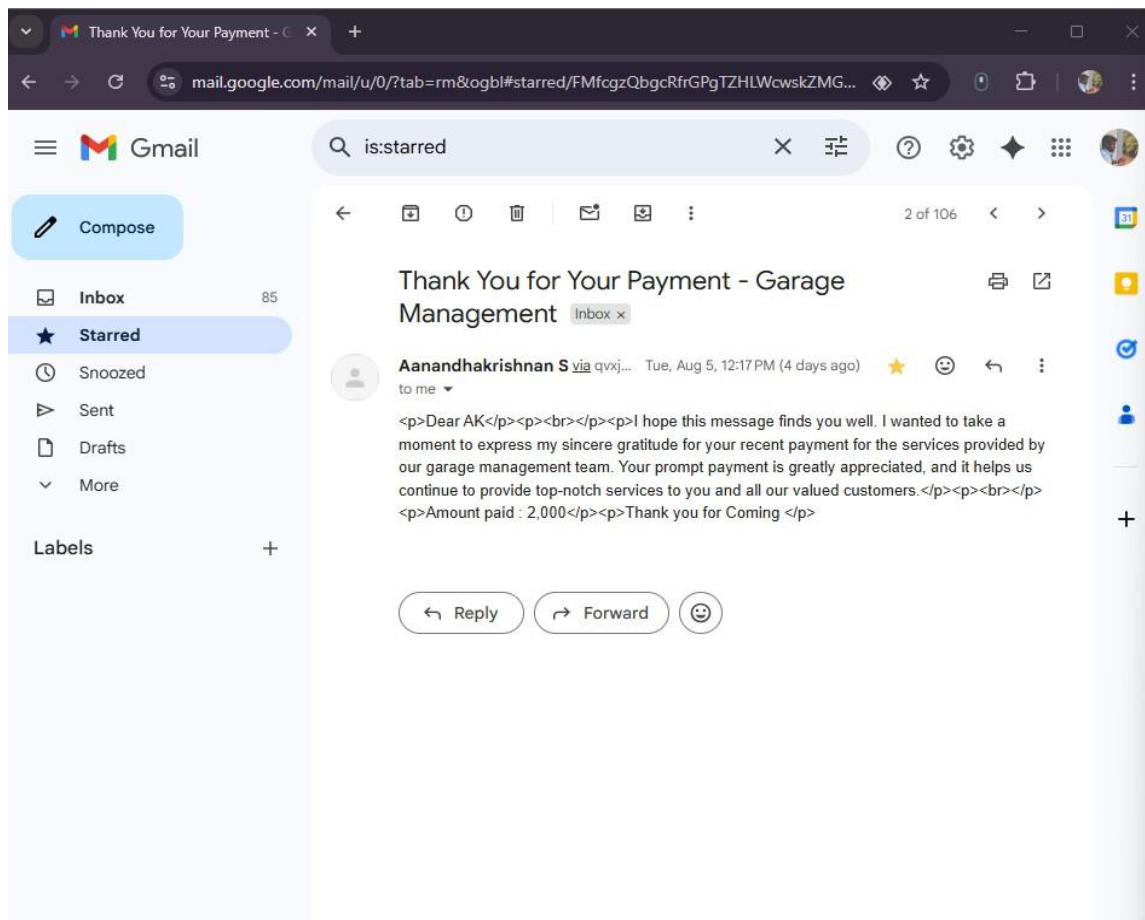 Thank You for Your Payment - G
mail.google.com/mail/u/0/?tab=rm&ogbl#starred/FMfcgzQbgcRfrGPgTZHLWcwskZMG...
Gmail
is:starred
Compose
2 of 106
31
Thank You for Your Payment - Garage
Management Inbox x
Inbox 85
Starred
Snoozed
Sent
Drafts
More
Labels
Aanandhakrishnan S via qvxj... Tue, Aug 5, 12:17 PM (4 days ago)
to me
<p>Dear AK</p><p><br></p><p>I hope this message finds you well. I wanted to take a
moment to express my sincere gratitude for your recent payment for the services provided by
our garage management team. Your prompt payment is greatly appreciated, and it helps us
continue to provide top-notch services to you and all our valued customers.</p><p><br></p>
<p>Amount paid : 2,000</p><p>Thank you for Coming </p>
Reply
Forward